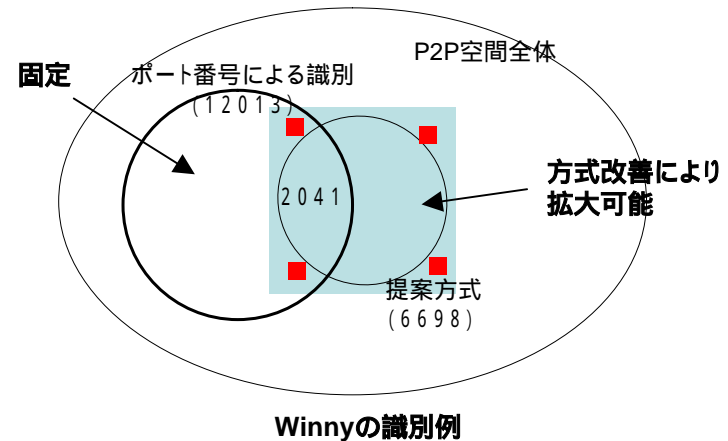 P2P空間全体
固定
ポート番号による識別
(12013)
2041
方式改善により
拡大可能
提案方式
(6698)
Winnyの識別例